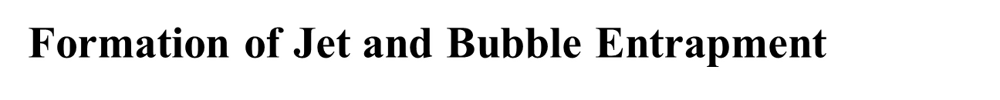 Formation of Jet and Bubble Entrapment